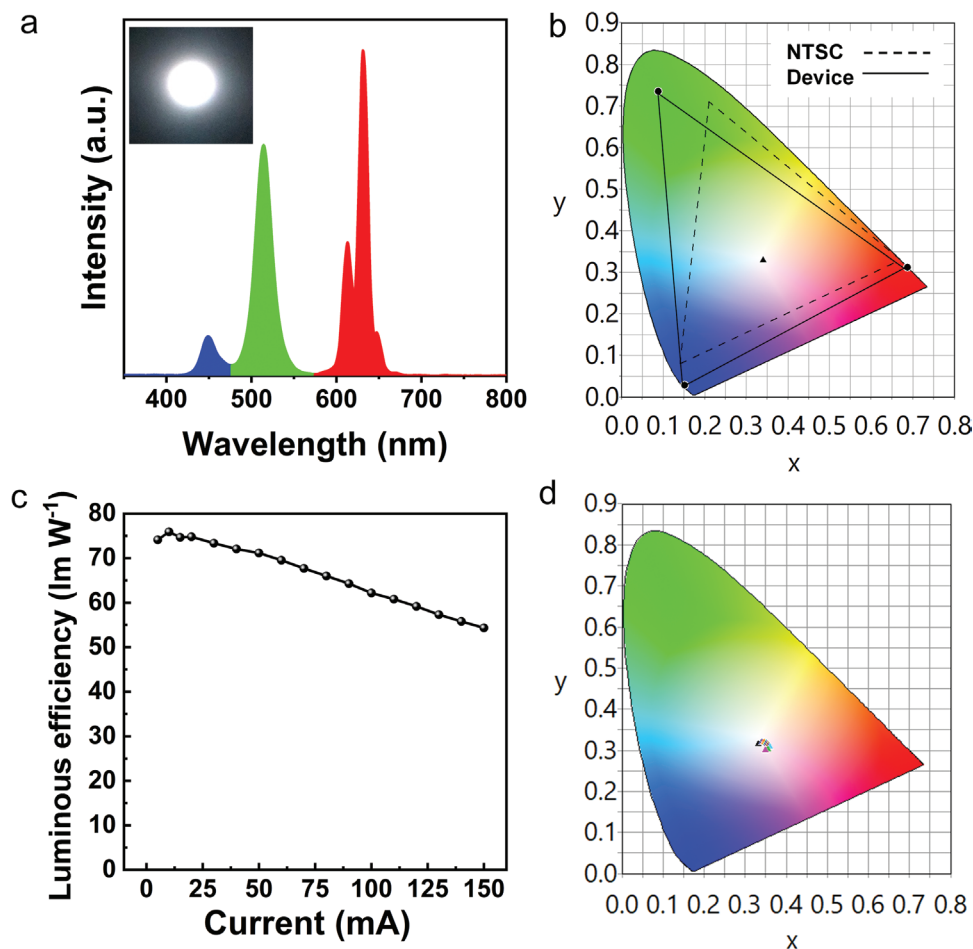 a
Intensity (a.u.)
400 500 600 700 800
Wavelength (nm)
b
NTSC
Device
0.9
0.8
0.7
0.6
0.5
0.4
0.3
0.2
0.1
0.0
y
0.0 0.1 0.2 0.3 0.4 0.5 0.6 0.7 0.8
x
c
Luminous efficiency (lm W⁻¹)
80
70
60
50
40
30
20
10
0
0 25 50 75 100 125 150
Current (mA)
d
0.9
0.8
0.7
0.6
0.5
0.4
0.3
0.2
0.1
0.0
y
0.0 0.1 0.2 0.3 0.4 0.5 0.6 0.7 0.8
x